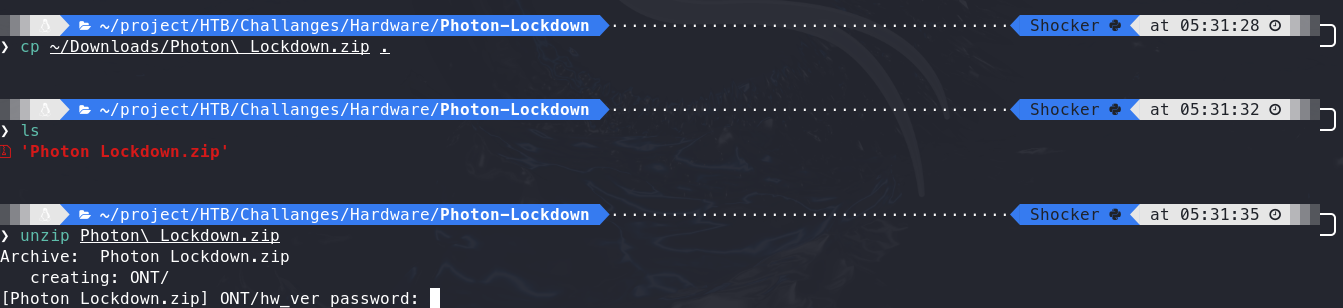 ~/project/HTB/Challanges/Hardware/Photon-Lockdown ······································ Shocker at 05:31:28
❯ cp ~/Downloads/Photon\ Lockdown.zip .
~/project/HTB/Challanges/Hardware/Photon-Lockdown ······································ Shocker at 05:31:32
❯ ls
'Photon Lockdown.zip'
~/project/HTB/Challanges/Hardware/Photon-Lockdown ······································ Shocker at 05:31:35
❯ unzip Photon\ Lockdown.zip
Archive:  Photon Lockdown.zip
   creating: ONT/
[Photon Lockdown.zip] ONT/hw_ver password: